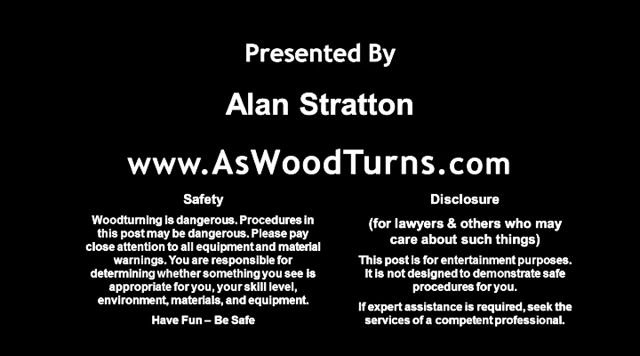 Presented By
Alan Stratton
www.AsWoodTurns.com
Safety
Woodturning is dangerous. Procedures in
this post may be dangerous. Please pay
close attention to all equipment and material
warnings. You are responsible for
determining whether something you see is
appropriate for you, your skill level,
environment, materials, and equipment.
Have Fun – Be Safe
Disclosure
(for lawyers & others who may
care about such things)
This post is for entertainment purposes.
It is not designed to demonstrate safe
procedures for you.
If expert assistance is required, seek the
services of a competent professional.